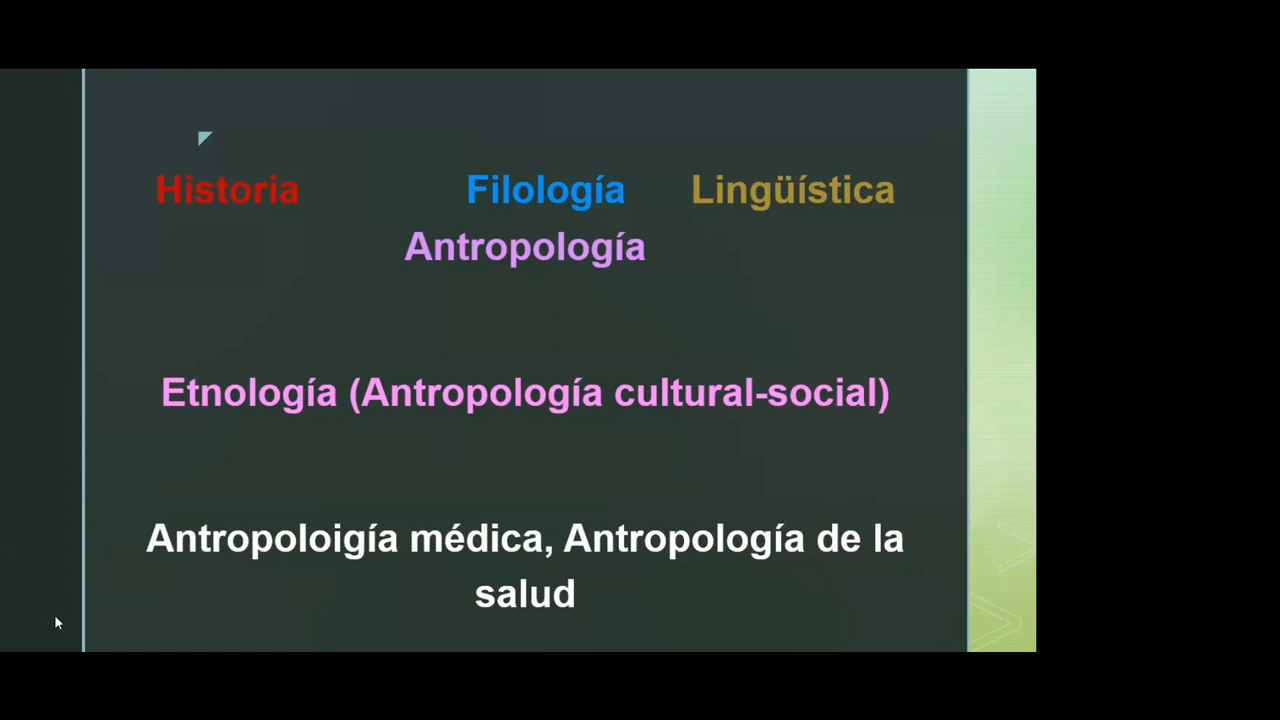 Historia Filología Lingüística
Antropología
Etnología (Antropología cultural-social)
Antropoloigía médica, Antropología de la
salud